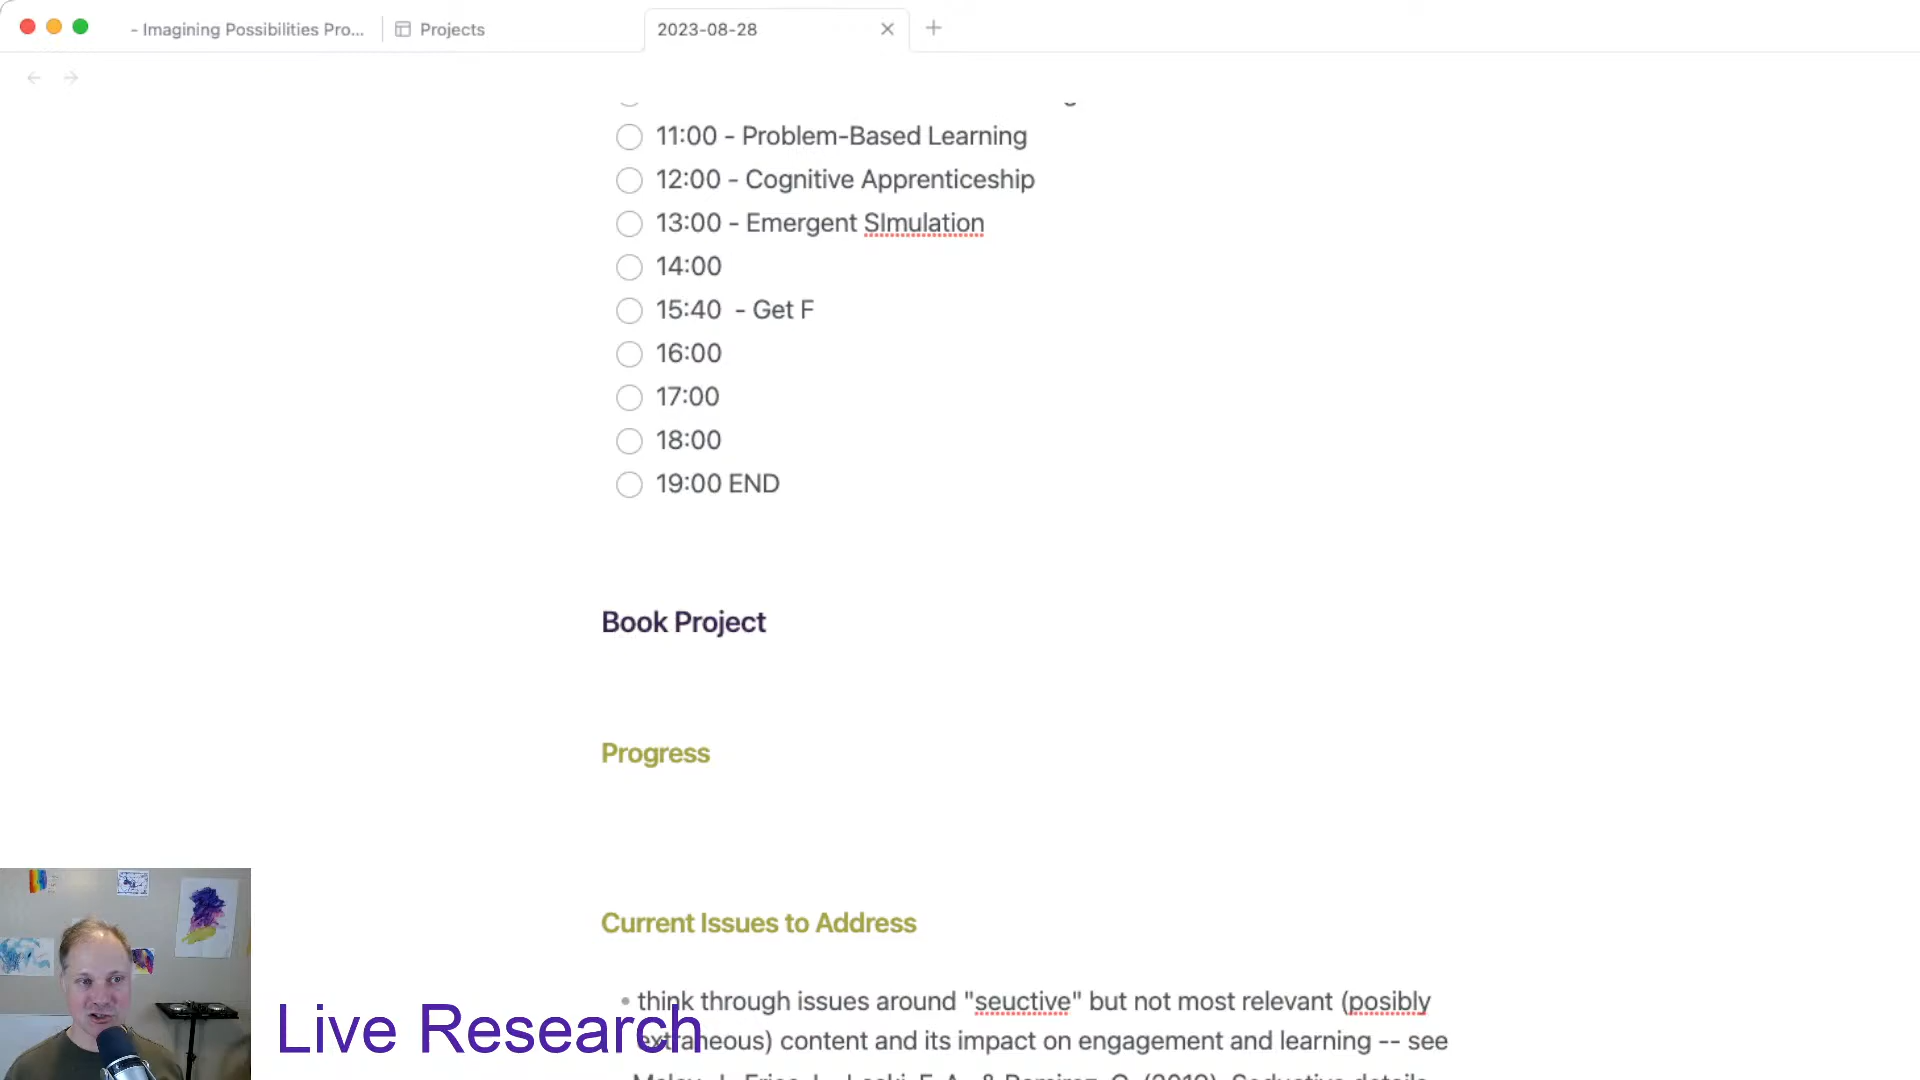 - Imagining Possibilities Pro...
Projects
2023-08-28
11:00 - Problem-Based Learning
12:00 - Cognitive Apprenticeship
13:00 - Emergent SImulation
14:00
15:40 - Get F
16:00
17:00
18:00
19:00 END
Book Project
Progress
Current Issues to Address
• think through issues around "seuctive" but not most relevant (posibly
extraneous) content and its impact on engagement and learning -- see
Live Research